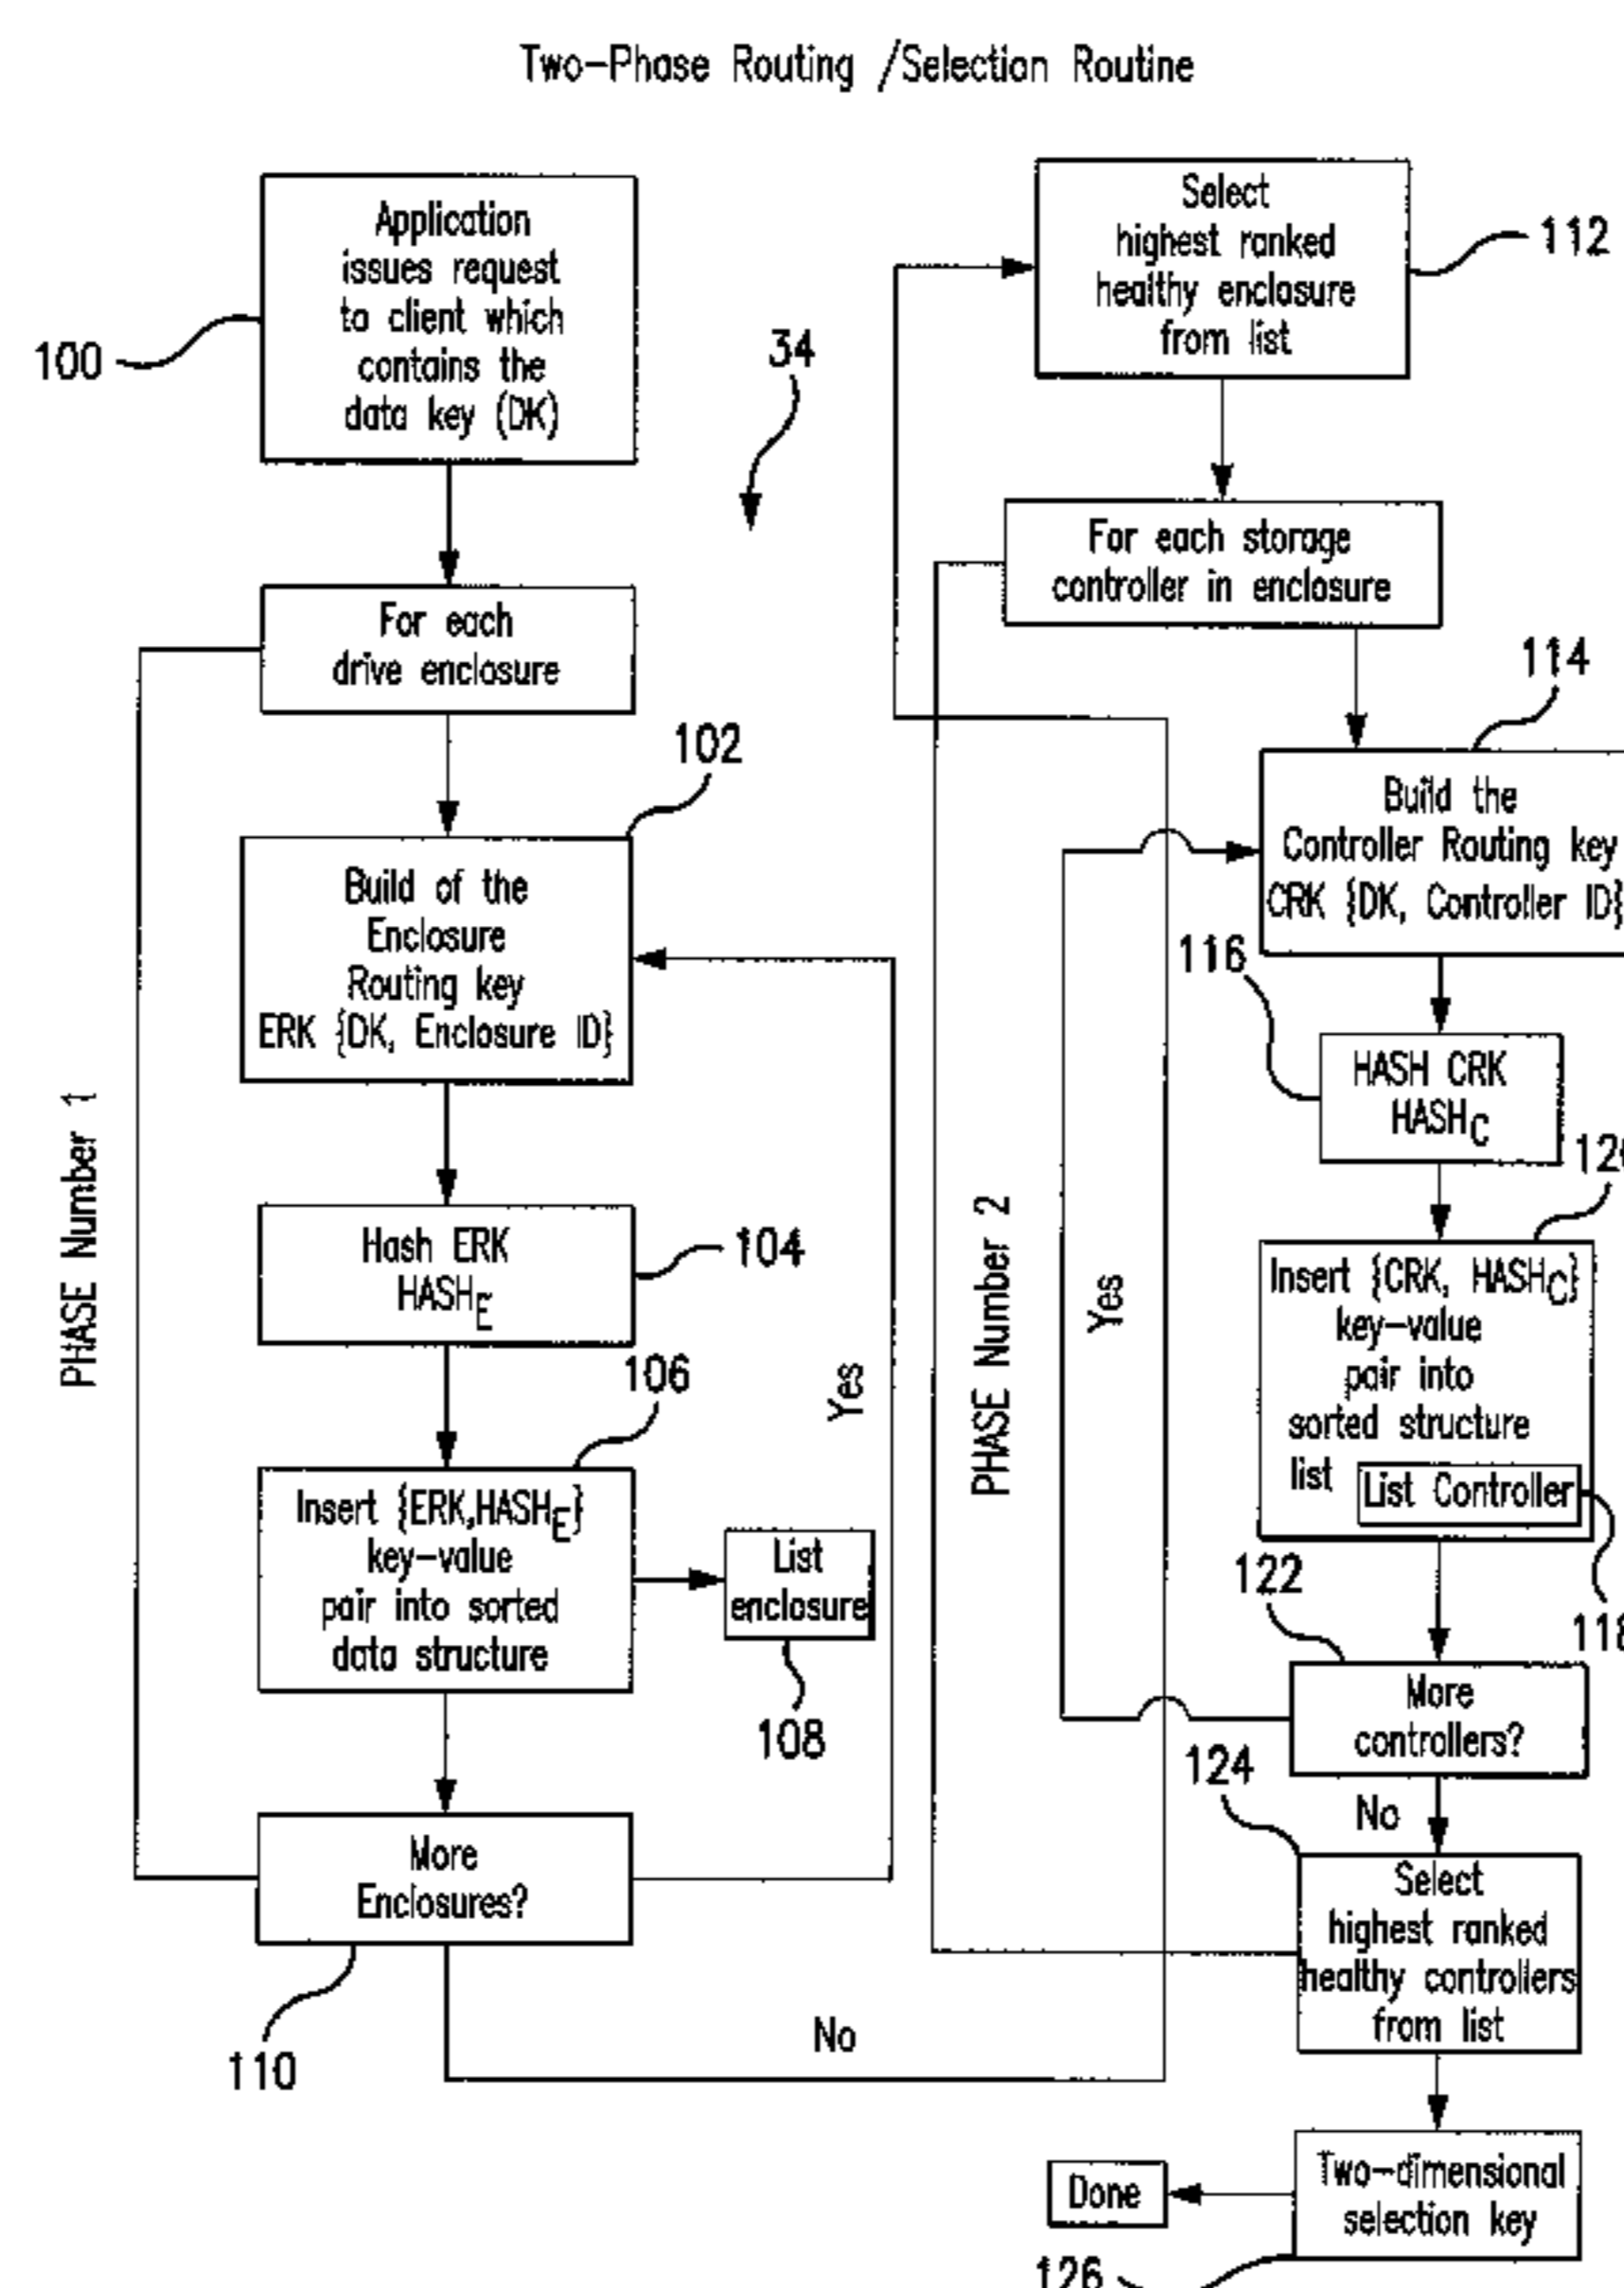 Two-Phase Routing /Selection Routine
Application
issues request
to client which
contains the
data key (DK)
100
34
For each
drive enclosure
102
Build of the
Enclosure
Routing key
ERK {DK, Enclosure ID}
PHASE Number 1
Hash ERK
HASHE
104
106
Insert {ERK,HASHE}
key-value
pair into sorted
data structure
List
enclosure
108
Yes
More
Enclosures?
110
No
Select
highest ranked
healthy enclosure
from list
112
For each storage
controller in enclosure
114
Build the
Controller Routing key
CRK {DK, Controller ID}
116
HASH CRK
HASHC
PHASE Number 2
Yes
Insert {CRK, HASHC}
key-value
pair into
sorted structure
list
List Controller
118
122
More
controllers?
No
124
Select
highest ranked
healthy controllers
from list
Two-dimensional
selection key
Done
126